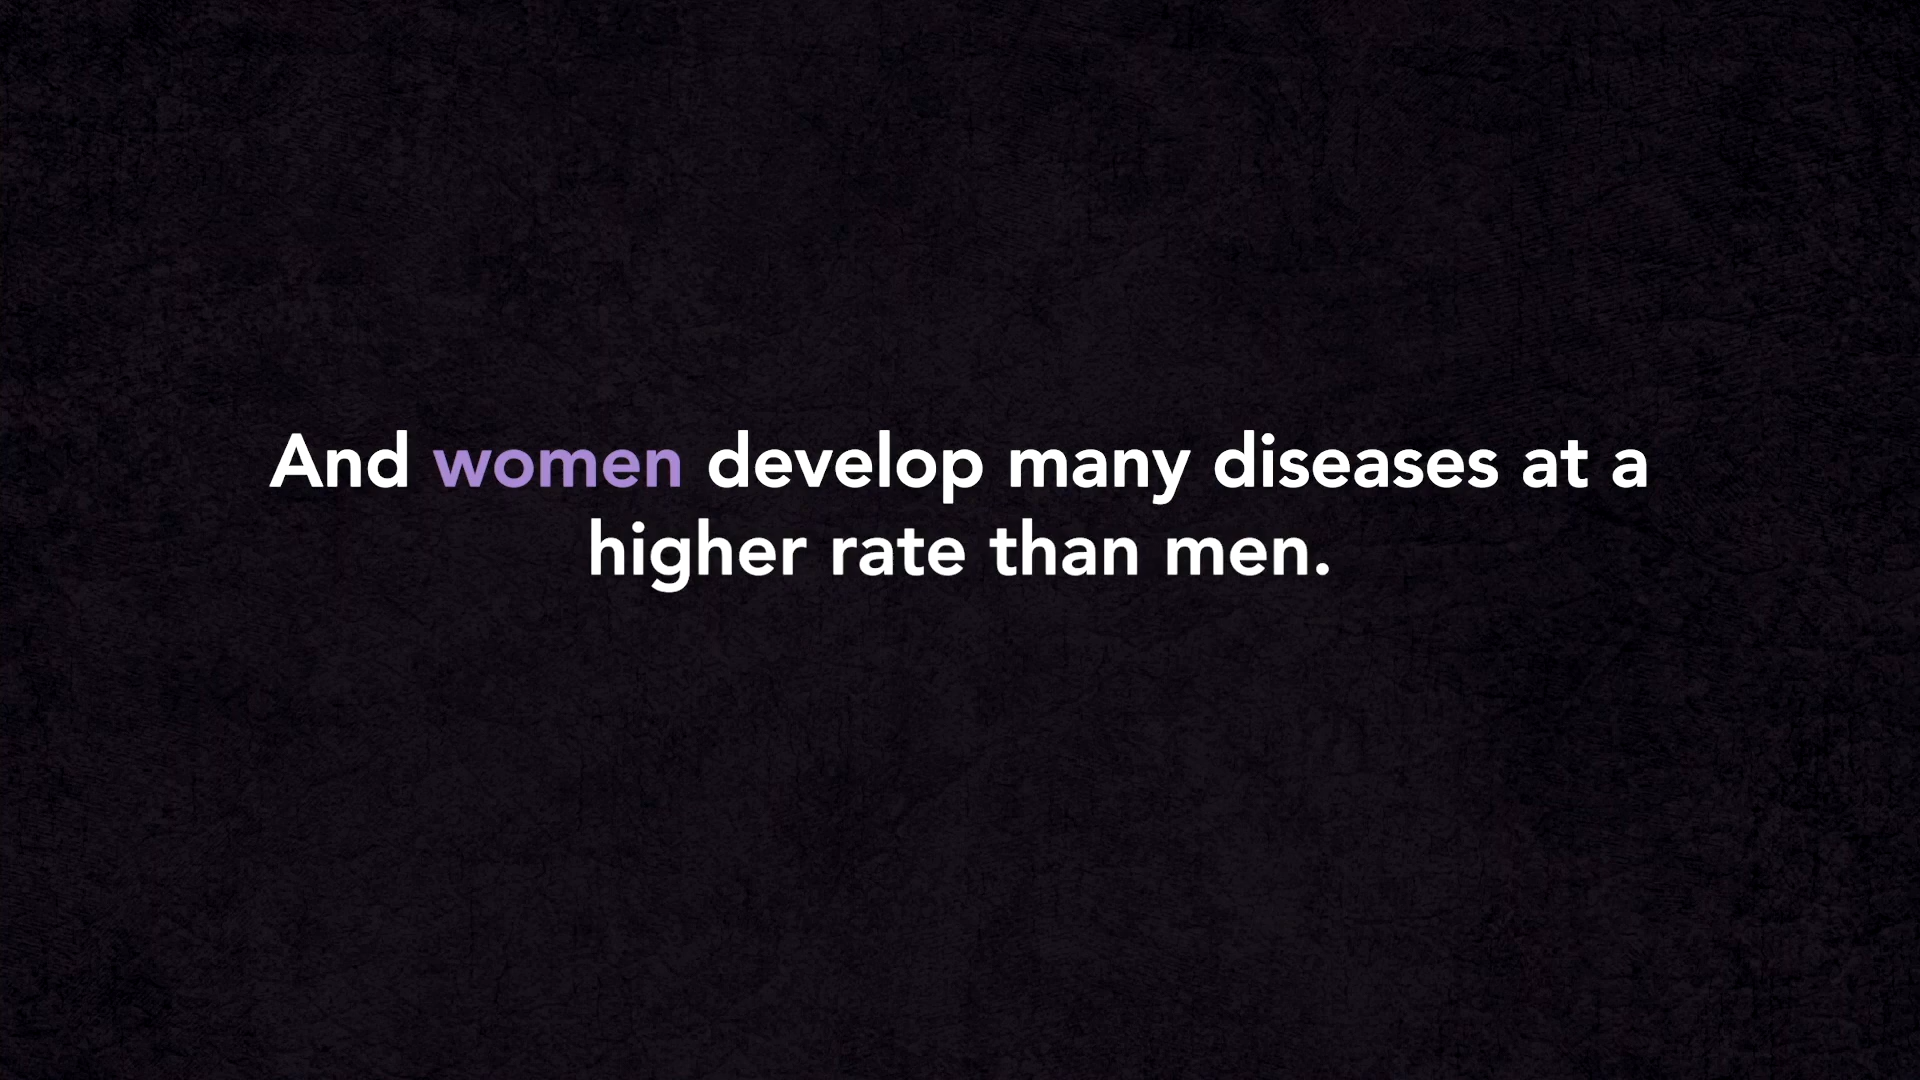 And women develop many diseases at a
higher rate than men.